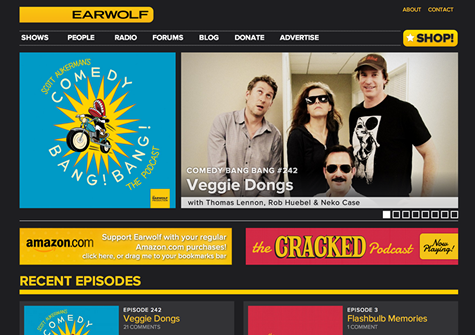 EARWOLF
ABOUT CONTACT
SHOWS PEOPLE RADIO FORUMS BLOG DONATE ADVERTISE
SHOP!
SCOTT AUKERMAN'S
COMEDY
BANG! BANG!
THE PODCAST
EARWOLF
COMEDY BANG BANG #242
Veggie Dongs
with Thomas Lennon, Rob Huebel & Neko Case
amazon.com
Support Earwolf with your regular
Amazon.com purchases!
click here, or drag me to your bookmarks bar
the CRACKED Podcast
Now
Playing!
RECENT EPISODES
COMEDY
EPISODE 242
Veggie Dongs
21 COMMENTS
EPISODE 3
Flashbulb Memories
1 COMMENT